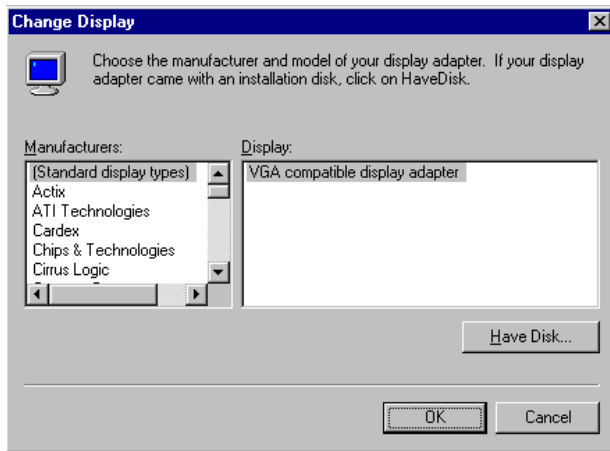 Change Display
Choose the manufacturer and model of your display adapter. If your display
adapter came with an installation disk, click on HaveDisk.
Manufacturers:
(Standard display types)
Actix
ATI Technologies
Cardex
Chips & Technologies
Cirrus Logic
Display:
VGA compatible display adapter
Have Disk...
OK
Cancel